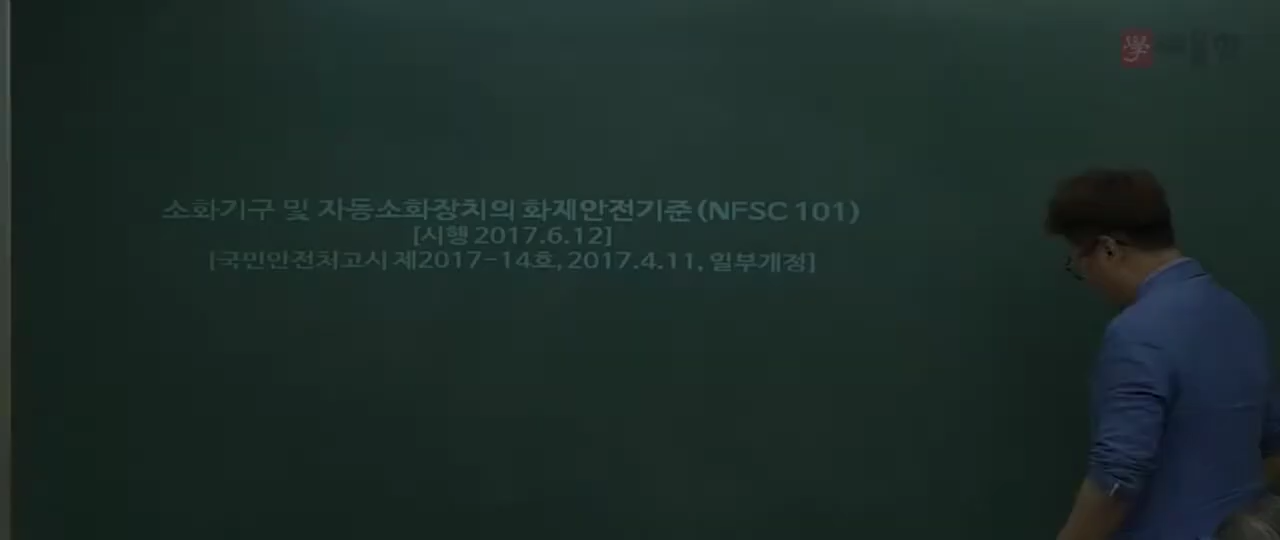 學
소화기구 및 자동소화장치의 화제안전기준(NFSC 101)
[시행 2017.6.12]
[국민안전처고시 제2017-14호, 2017.4.11, 일부개정]